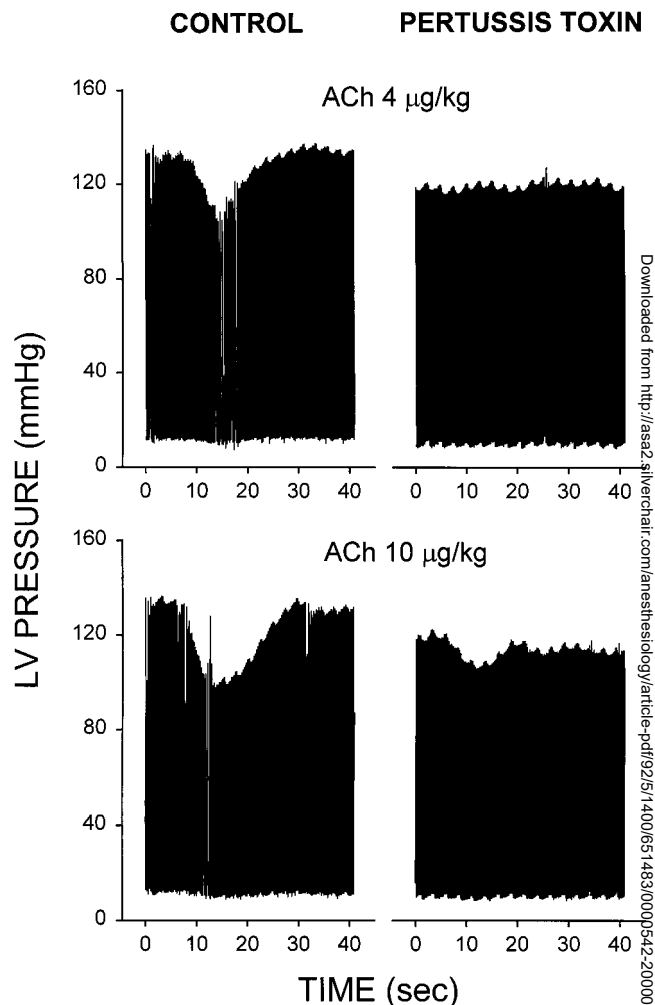 CONTROL PERTUSSIS TOXIN
ACh 4 μg/kg
160
120
80
40
0
0 10 20 30 40
0 10 20 30 40
ACh 10 μg/kg
160
120
80
40
0
0 10 20 30 40
0 10 20 30 40
LV PRESSURE (mmHg)
TIME (sec)
Downloaded from http://asa2.silverchair.com/anesthesiology/article-pdf/92/5/1400/651483/0000542-20000